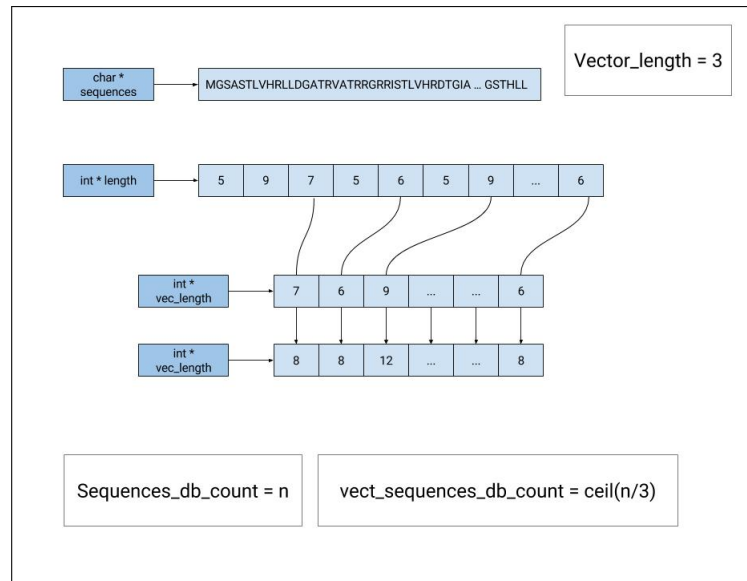 Vector_length = 3
char *
sequences
MGSASTLVHRLLDGATRVATRRGRRISTLVHRDTGIA ... GSTHLL
int * length
5 9 7 5 6 5 9 ... 6
int *
vec_length
7 6 9 ... ... 6
int *
vec_length
8 8 12 ... ... 8
Sequences_db_count = n
vect_sequences_db_count = ceil(n/3)